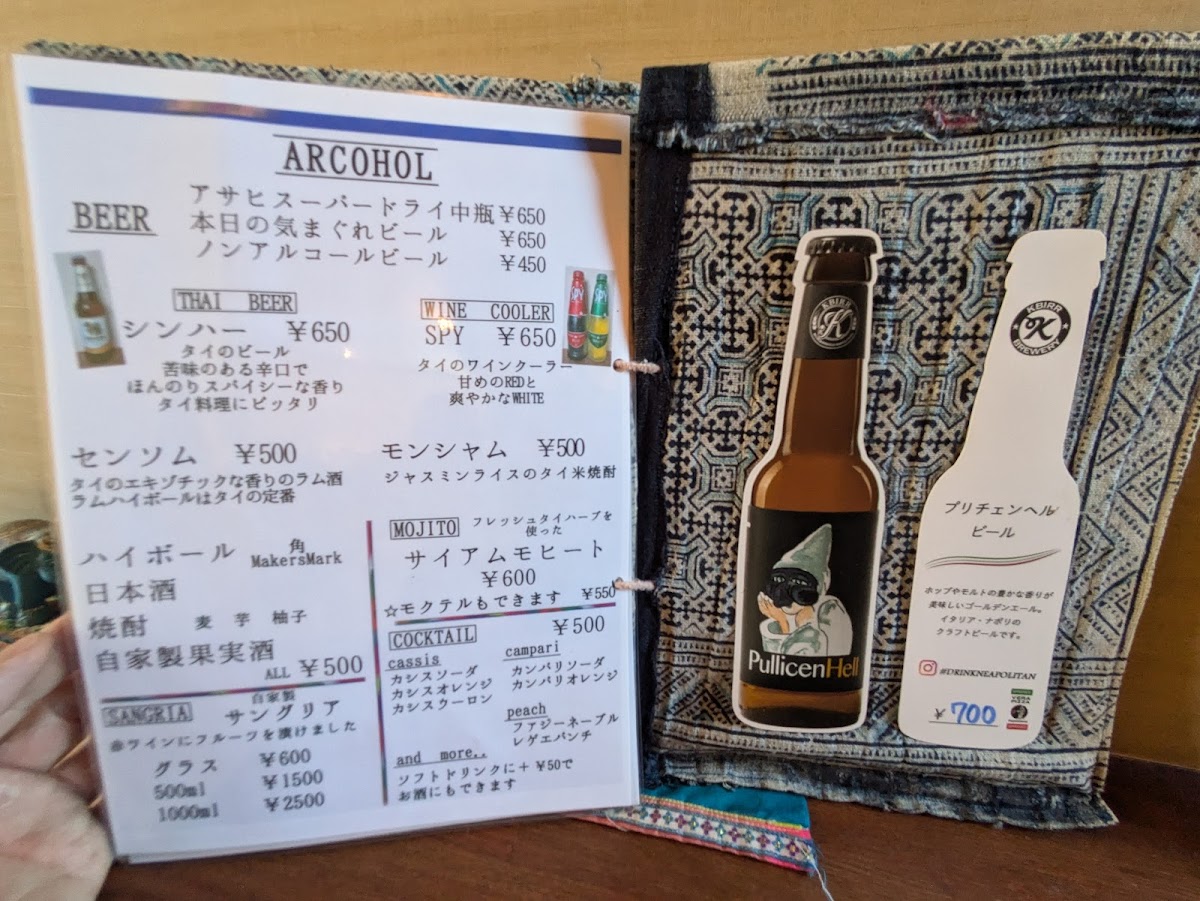 ARCOHOL
BEER
アサヒスーパードライ中瓶 ¥650
本日の気まぐれビール ¥650
ノンアルコールビール ¥450
THAI BEER
シンハー ¥650
タイのビール
苦味のある辛口で
ほんのりスパイシーな香り
タイ料理にピッタリ
WINE COOLER
SPY ¥650
タイのワインクーラー
甘めのREDと
爽やかなWHITE
センソム ¥500
タイのエキゾチックな香りのラム酒
ラムハイボールはタイの定番
モンシャム ¥500
ジャスミンライスのタイ米焼酎
ハイボール 角
MakersMark
日本酒
焼酎 麦 芋 柚子
自家製果実酒
ALL ¥500
MOJITO フレッシュタイハーブを
使った
サイアムモヒート
¥600
☆モクテルもできます ¥550
SANGRIA 自家製
サングリア
赤ワインにフルーツを漬けました
グラス ¥600
500ml ¥1500
1000ml ¥2500
COCKTAIL ¥500
cassis
カシスソーダ
カシスオレンジ
カシスウーロン
campari
カンパリソーダ
カンパリオレンジ
peach
ファジーネーブル
レゲエパンチ
and more..
ソフトドリンクに+¥50で
お酒にもできます
KBIRR
K
PullicenHell
KBIRR
K
BREWERY
プリチェンヘル
ビール
ホップやモルトの豊かな香りが
美味しいゴールデンエール。
イタリア・ナポリの
クラフトビールです。
#DRINKNEAPOLITAN
VERA
PIZZA
¥700